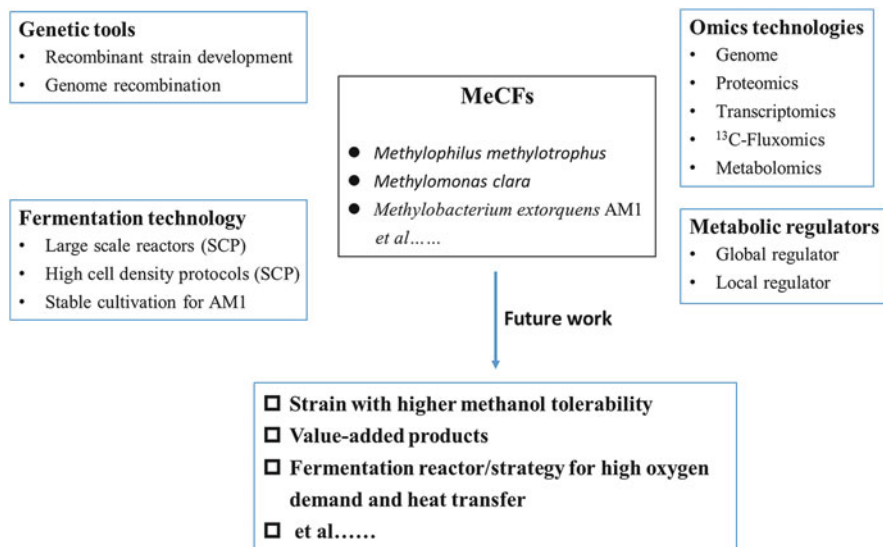 Genetic tools
• Recombinant strain development
• Genome recombination
Fermentation technology
• Large scale reactors (SCP)
• High cell density protocols (SCP)
• Stable cultivation for AM1
MeCFs
● Methylophilus methylotrophus
● Methylomonas clara
● Methylobacterium extorquens AM1
et al……
Omics technologies
• Genome
• Proteomics
• Transcriptomics
• ¹³C-Fluxomics
• Metabolomics
Metabolic regulators
• Global regulator
• Local regulator
Future work
❑ Strain with higher methanol tolerability
❑ Value-added products
❑ Fermentation reactor/strategy for high oxygen
demand and heat transfer
❑ et al……